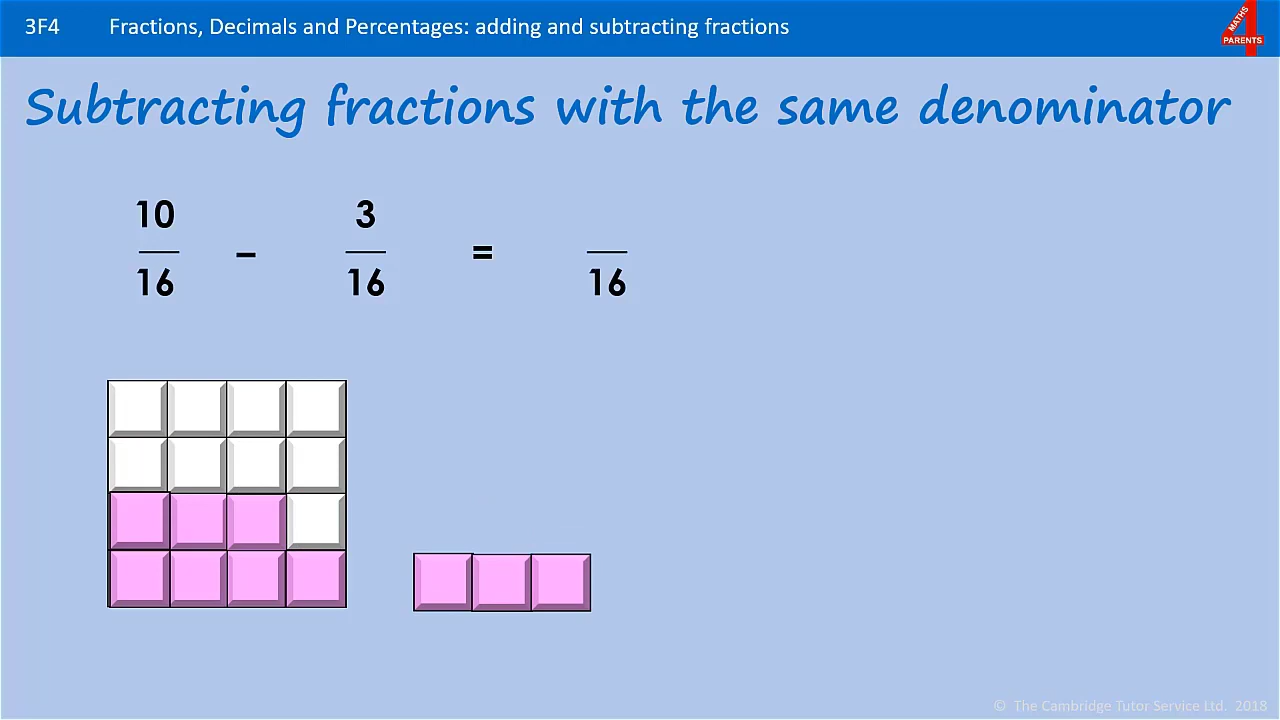 3F4 Fractions, Decimals and Percentages: adding and subtracting fractions
MATHS
4
PARENTS
Subtracting fractions with the same denominator
10 3
– =
16 16 16
© The Cambridge Tutor Service Ltd. 2018